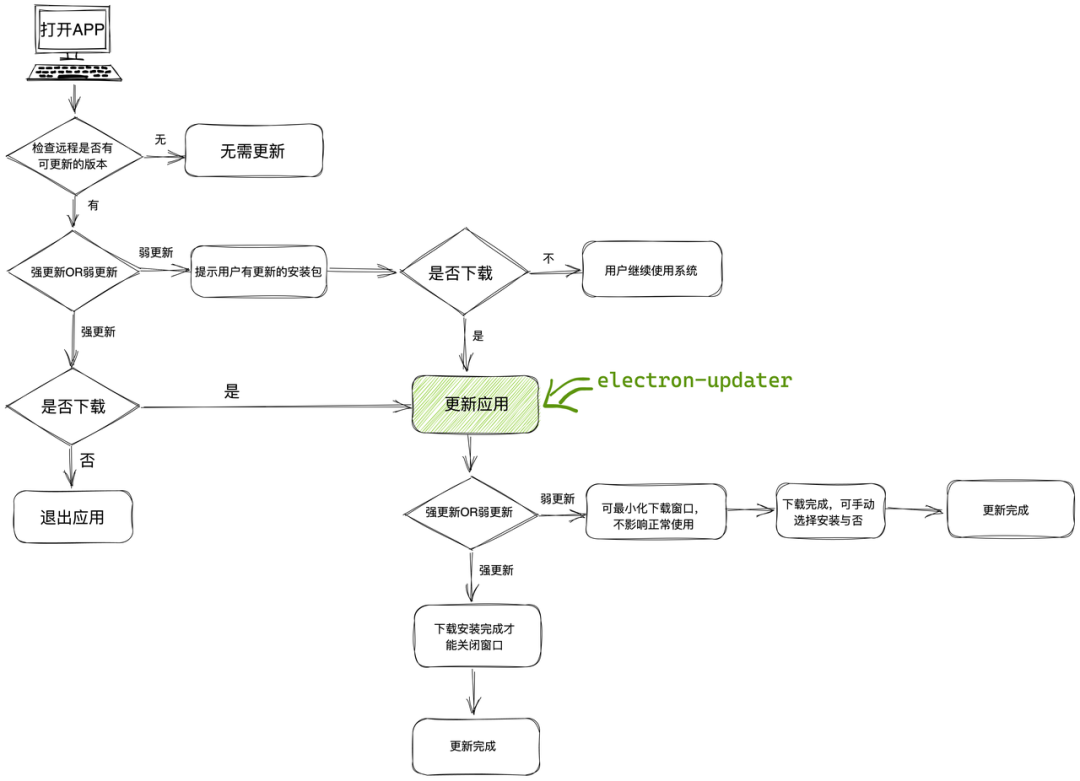 打开APP
检查远程是否有
可更新的版本
无
无需更新
有
强更新OR弱更新
弱更新
提示用户有更新的安装包
是否下载
不
用户继续使用系统
强更新
是
是否下载
是
更新应用
electron-updater
否
退出应用
强更新OR弱更新
弱更新
可最小化下载窗口，
不影响正常使用
下载完成，可手动
选择安装与否
更新完成
强更新
下载安装完成才
能关闭窗口
更新完成